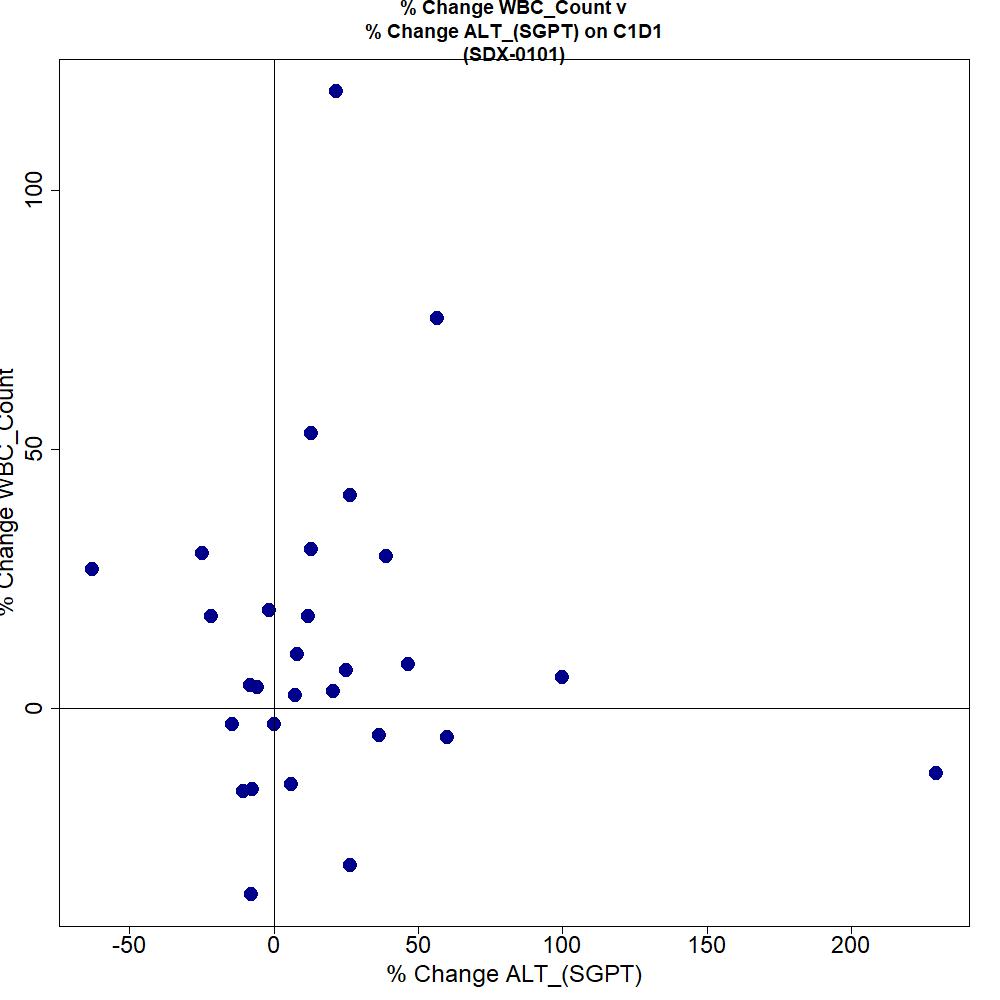 % Change WBC_Count v
% Change ALT_(SGPT) on C1D1
(SDX-0101)
100
50
0
% Change WBC_Count
-50 0 50 100 150 200
% Change ALT_(SGPT)